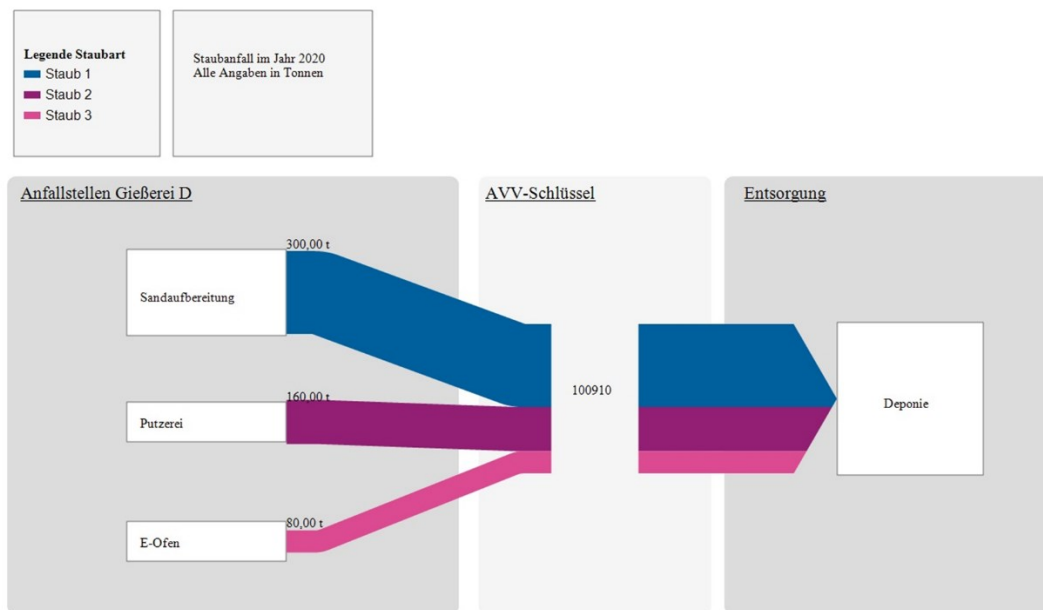 Legende Staubart
Staub 1
Staub 2
Staub 3
Staubanfall im Jahr 2020
Alle Angaben in Tonnen
Anfallstellen Gießerei D
AVV-Schlüssel
Entsorgung
300,00 t
Sandaufbereitung
160,00 t
Putzerei
80,00 t
E-Ofen
100910
Deponie